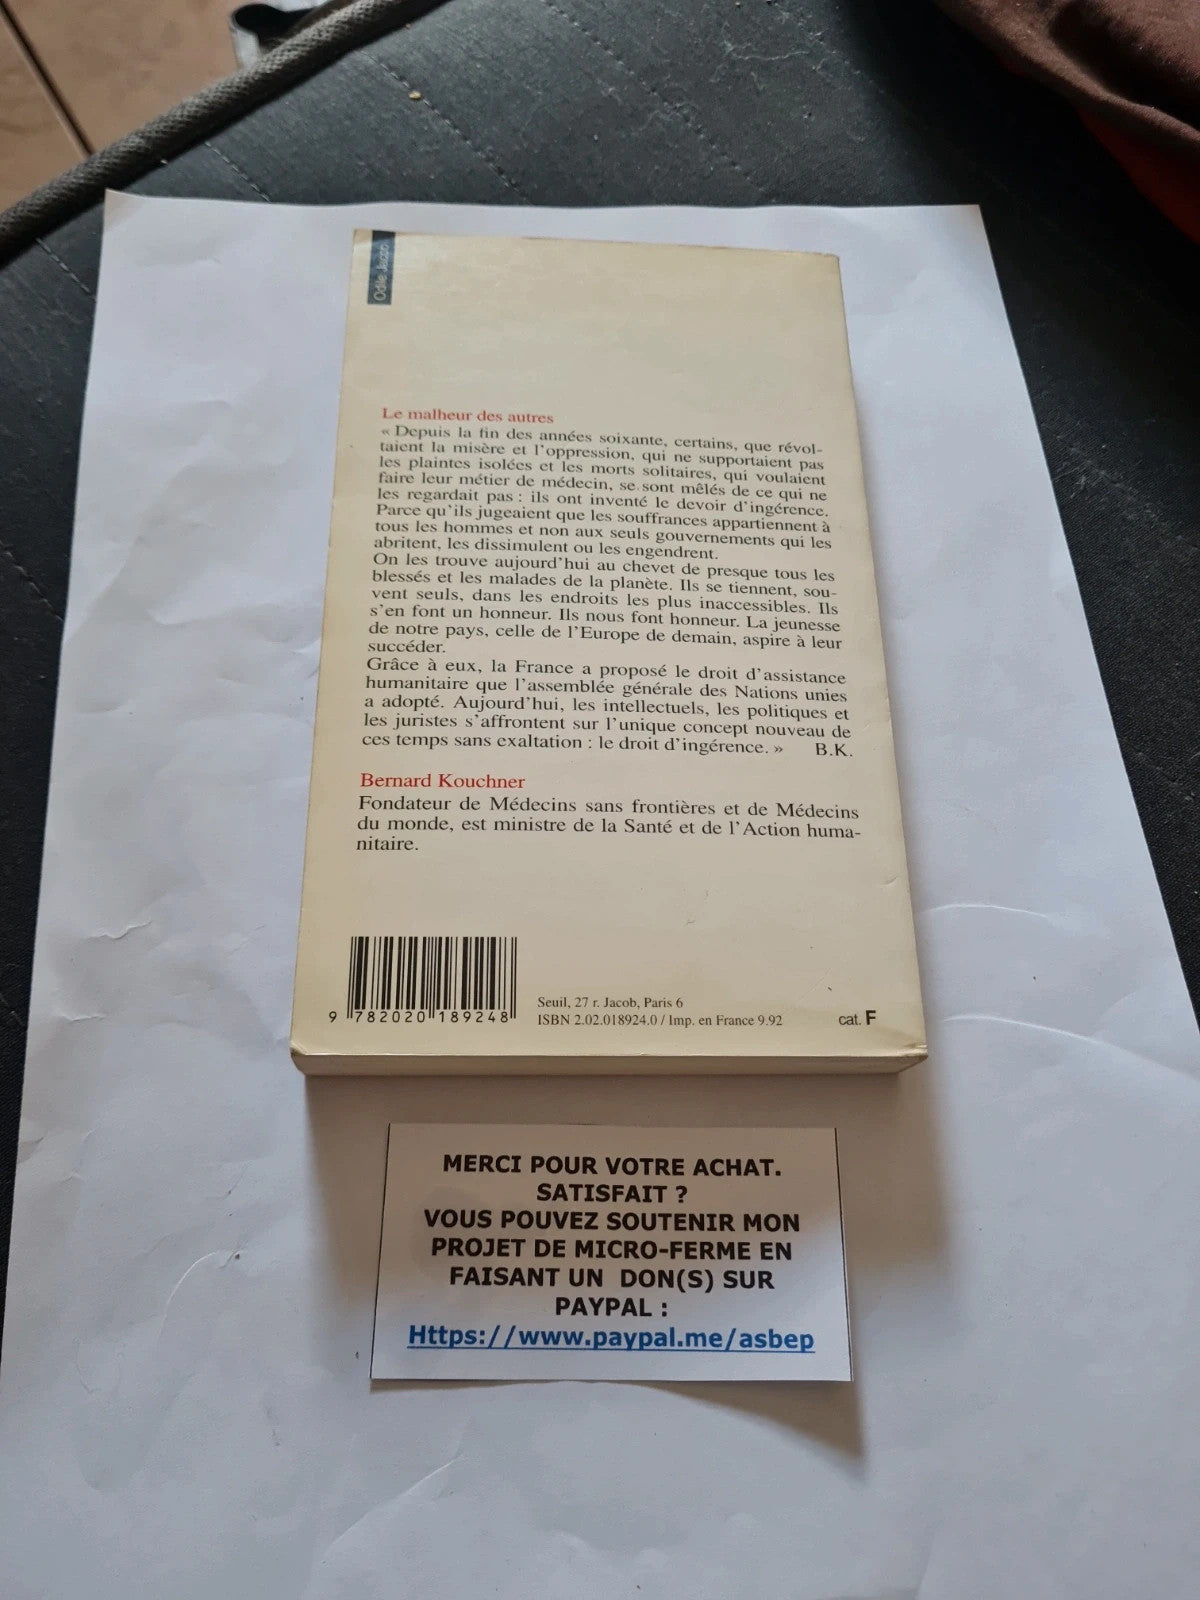 Odile Jacob
Le malheur des autres
« Depuis la fin des années soixante, certains, que révol-
taient la misère et l'oppression, qui ne supportaient pas
les plaintes isolées et les morts solitaires, qui voulaient
faire leur métier de médecin, se sont mêlés de ce qui ne
les regardait pas : ils ont inventé le devoir d'ingérence.
Parce qu'ils jugeaient que les souffrances appartiennent à
tous les hommes et non aux seuls gouvernements qui les
abritent, les dissimulent ou les engendrent.
On les trouve aujourd'hui au chevet de presque tous les
blessés et les malades de la planète. Ils se tiennent, sou-
vent seuls, dans les endroits les plus inaccessibles. Ils
s'en font un honneur. Ils nous font honneur. La jeunesse
de notre pays, celle de l'Europe de demain, aspire à leur
succéder.
Grâce à eux, la France a proposé le droit d'assistance
humanitaire que l'assemblée générale des Nations unies
a adopté. Aujourd'hui, les intellectuels, les politiques et
les juristes s'affrontent sur l'unique concept nouveau de
ces temps sans exaltation : le droit d'ingérence. » B.K.
Bernard Kouchner
Fondateur de Médecins sans frontières et de Médecins
du monde, est ministre de la Santé et de l'Action huma-
nitaire.
9 782020 189248
Seuil, 27 r. Jacob, Paris 6
ISBN 2.02.018924.0 / Imp. en France 9.92
cat. F
MERCI POUR VOTRE ACHAT.
SATISFAIT ?
VOUS POUVEZ SOUTENIR MON
PROJET DE MICRO-FERME EN
FAISANT UN DON(S) SUR
PAYPAL :
Https://www.paypal.me/asbep